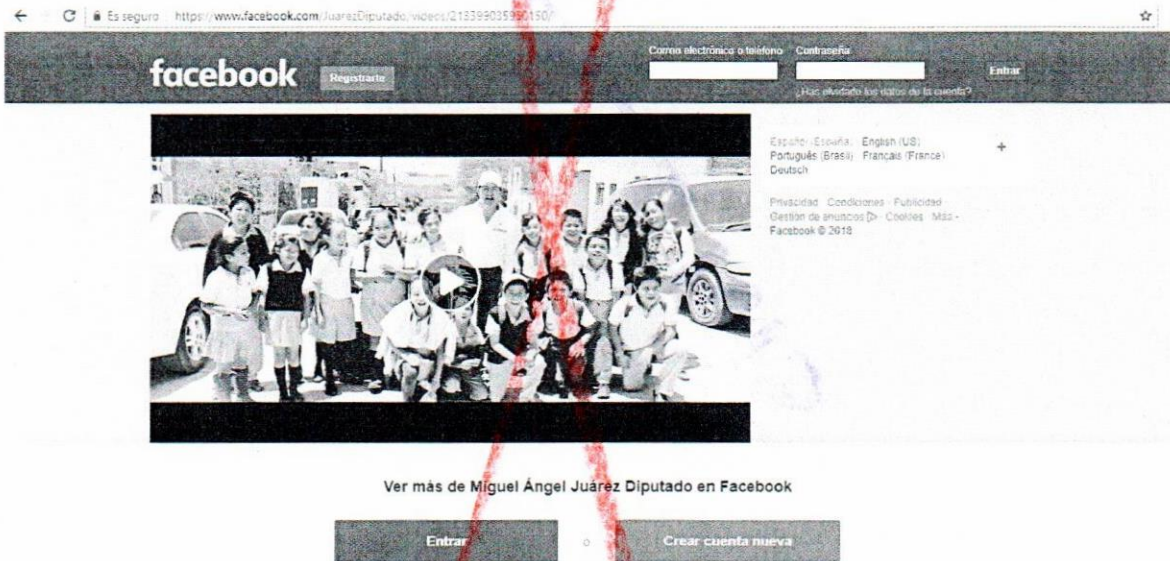 Es seguro https://www.facebook.com/JuarezDiputado/videos/213399035950150/
Correo electrónico o teléfono Contraseña
facebook Registrarte Entrar
¿Has olvidado los datos de la cuenta?
Español (España) English (US)
Português (Brasil) Français (France)
Deutsch
Privacidad · Condiciones · Publicidad
Gestión de anuncios · Cookies · Más
Facebook © 2018
Ver más de Miguel Ángel Juárez Diputado en Facebook
Entrar o Crear cuenta nueva